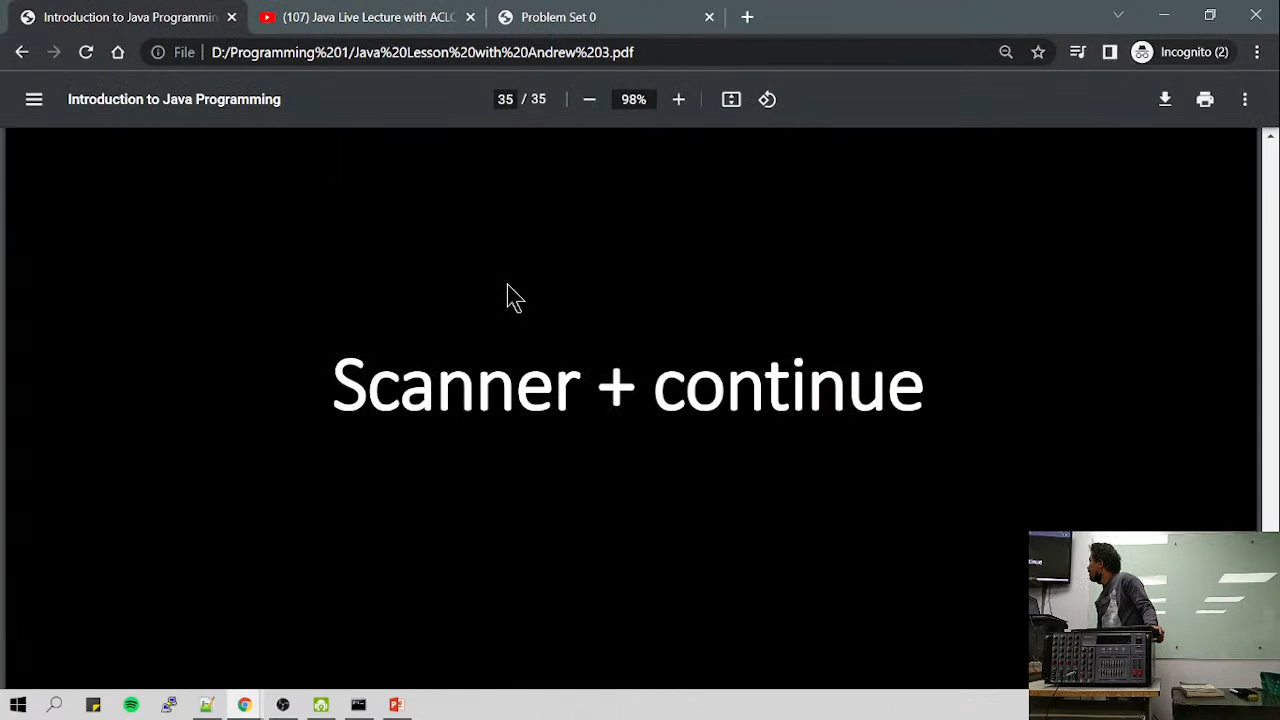 Introduction to Java Programmin
(107) Java Live Lecture with ACLC
Problem Set 0
File
D:/Programming%201/Java%20Lesson%20with%20Andrew%203.pdf
Incognito (2)
Introduction to Java Programming
35 / 35
98%
Scanner + continue